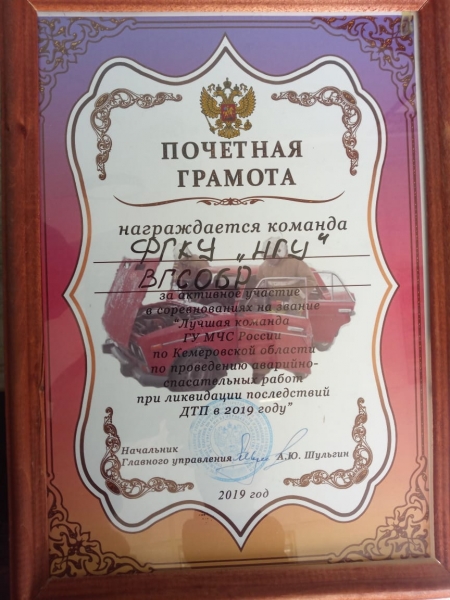 ПОЧЕТНАЯ
ГРАМОТА
награждается команда
ФГКУ „НГУ“
ВГСОБР
за активное участие
в соревнованиях на звание
"Лучшая команда
ГУ МЧС России
по Кемеровской области
по проведению аварийно-
спасательных работ
при ликвидации последствий
ДТП в 2019 году"
Начальник
Главного управления А.Ю. Шульгин
2019 год